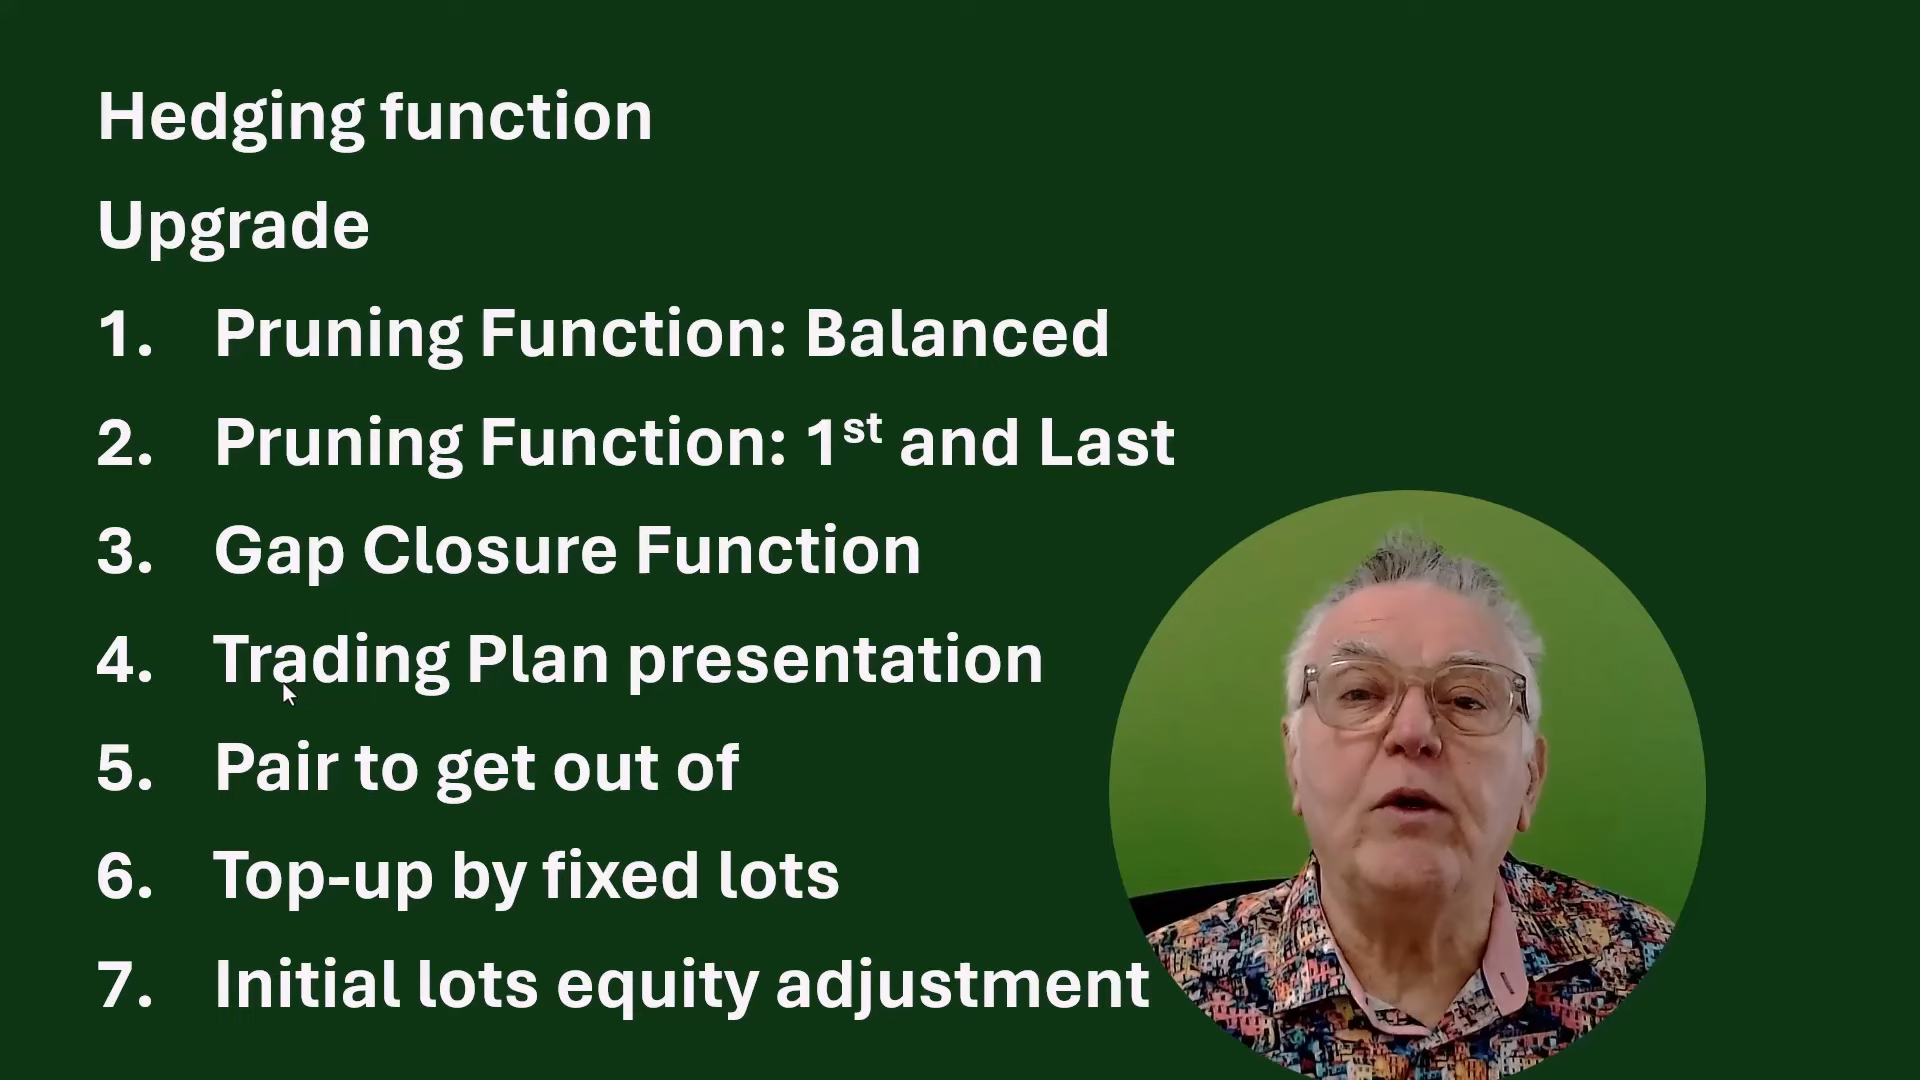 Hedging function
Upgrade
1. Pruning Function: Balanced
2. Pruning Function: 1st and Last
3. Gap Closure Function
4. Trading Plan presentation
5. Pair to get out of
6. Top-up by fixed lots
7. Initial lots equity adjustment